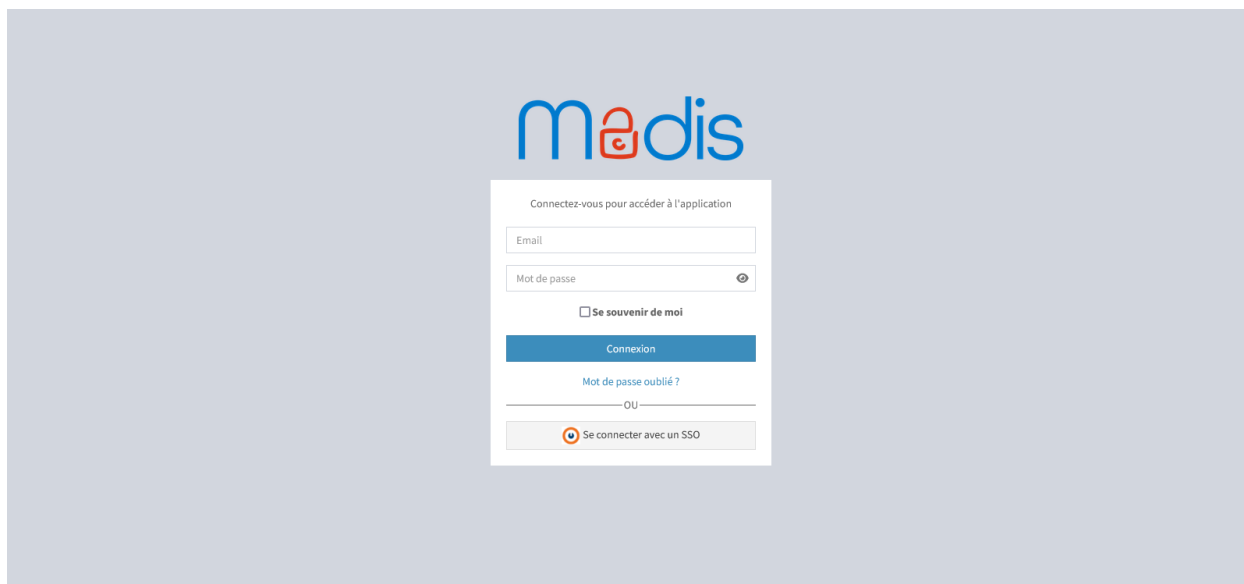 madis
Connectez-vous pour accéder à l'application
Email
Mot de passe
Se souvenir de moi
Connexion
Mot de passe oublié ?
OU
Se connecter avec un SSO